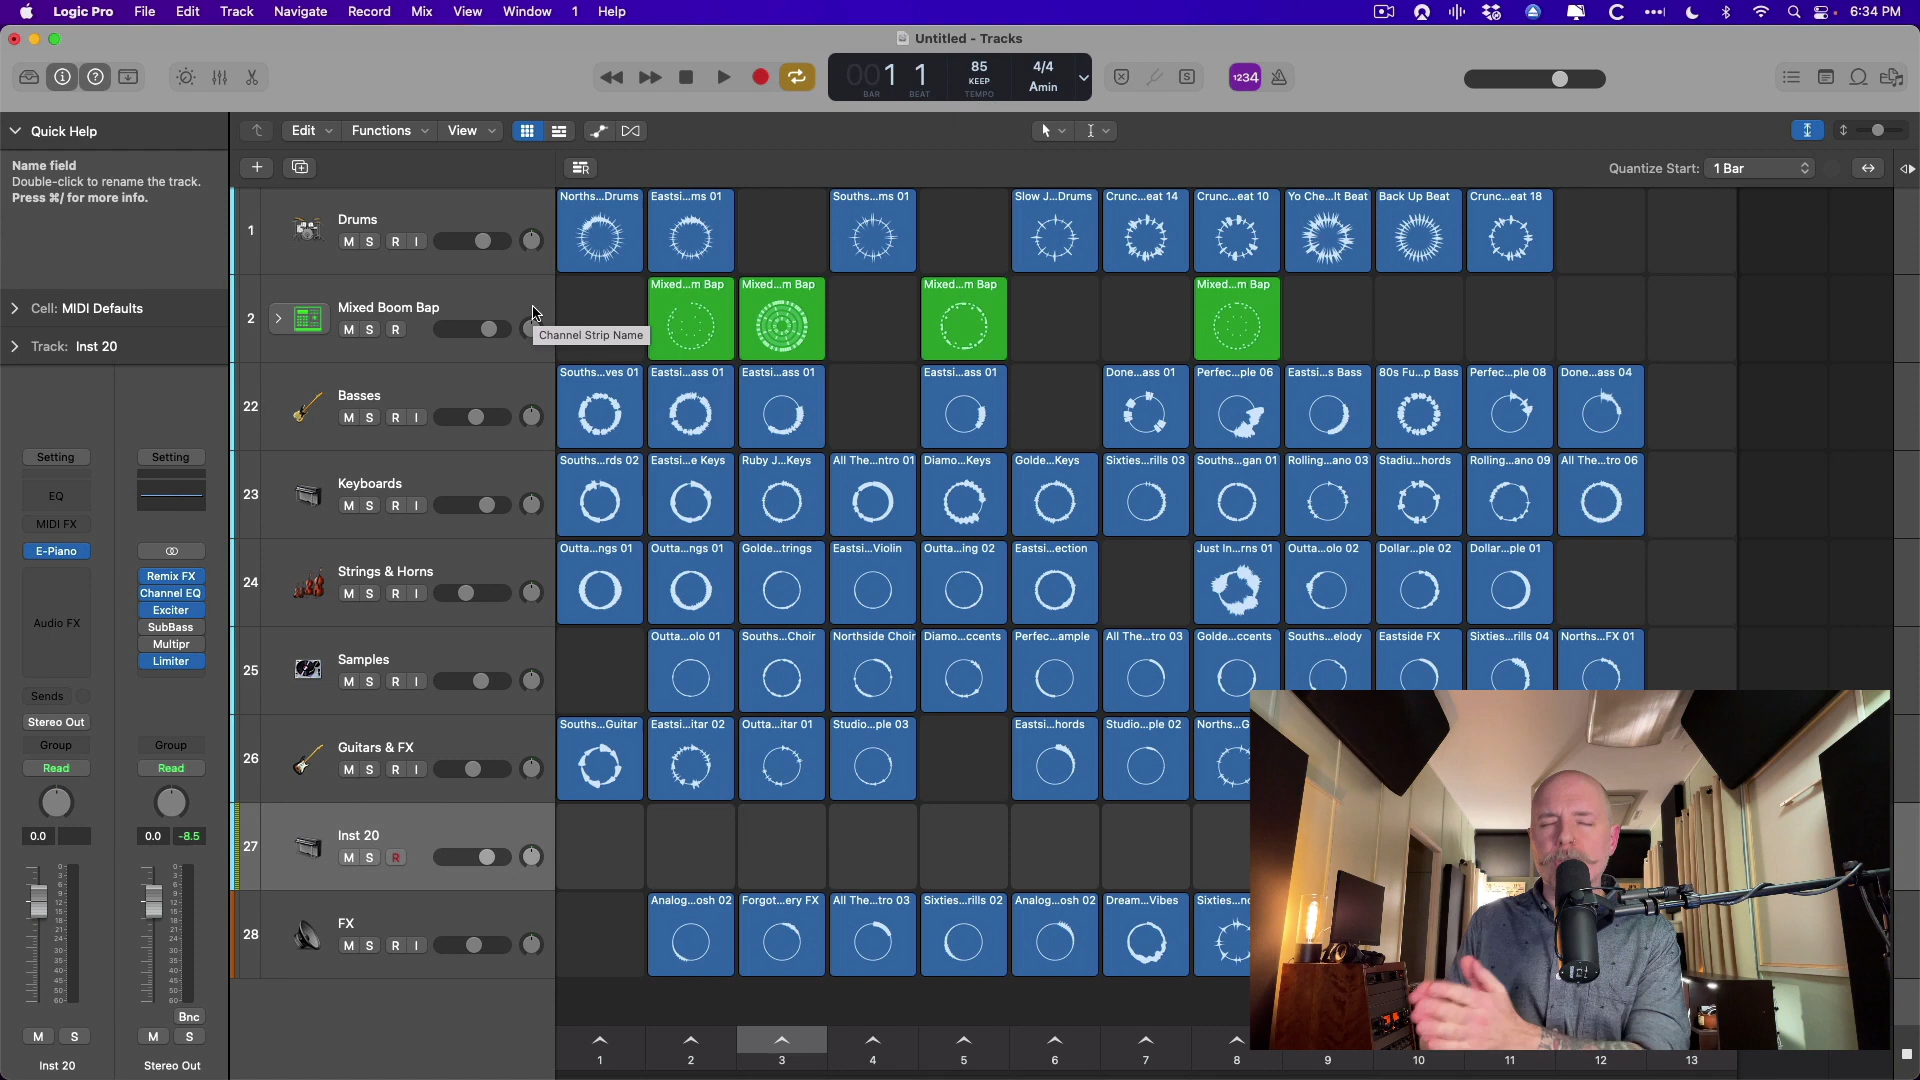 Logic Pro File Edit Track Navigate Record Mix View Window 1 Help 6:34 PM
Untitled - Tracks
001 1 85 4/4
KEEP Amin
BAR BEAT TEMPO
1234
Quick Help
Edit Functions View
Name field
Double-click to rename the track.
Press ⌘/ for more info.
Quantize Start: 1 Bar
Cell: MIDI Defaults
Track: Inst 20
Setting Setting
EQ
MIDI FX
E-Piano
Remix FX
Channel EQ
Exciter
SubBass
Multipr
Limiter
Audio FX
Sends
Stereo Out
Group Group
Read Read
0.0 0.0 -8.5
Bnc
M S M S
Inst 20 Stereo Out
1 Drums
M S R I
Norths...Drums Eastsi...ms 01 Souths...ms 01 Slow J...Drums Crunc...eat 14 Crunc...eat 10 Yo Che...It Beat Back Up Beat Crunc...eat 18
2 Mixed Boom Bap
M S R
Channel Strip Name
Mixed...m Bap Mixed...m Bap Mixed...m Bap Mixed...m Bap
22 Basses
M S R I
Souths...ves 01 Eastsi...ass 01 Eastsi...ass 01 Eastsi...ass 01 Done...ass 01 Perfec...ple 06 Eastsi...s Bass 80s Fu...p Bass Perfec...ple 08 Done...ass 04
23 Keyboards
M S R I
Souths...rds 02 Eastsi...e Keys Ruby J...Keys All The...ntro 01 Diamo...Keys Golde...Keys Sixties...rills 03 Souths...gan 01 Rolling...ano 03 Stadiu...hords Rolling...ano 09 All The...tro 06
24 Strings & Horns
M S R I
Outta...ngs 01 Outta...ngs 01 Golde...trings Eastsi...Violin Outta...ing 02 Eastsi...ection Just In...rns 01 Outta...olo 02 Dollar...ple 02 Dollar...ple 01
25 Samples
M S R I
Outta...olo 01 Souths...Choir Northside Choir Diamo...ccents Perfec...ample All The...tro 03 Golde...ccents Souths...elody Eastside FX Sixties...rills 04 Norths...FX 01
26 Guitars & FX
M S R I
Souths...Guitar Eastsi...itar 02 Outta...itar 01 Studio...ple 03 Eastsi...hords Studio...ple 02 Norths...G
27 Inst 20
M S R
28 FX
M S R I
Analog...osh 02 Forgot...ery FX All The...tro 03 Sixties...rills 02 Analog...osh 02 Dream...Vibes Sixties...no
1 2 3 4 5 6 7 8 9 10 11 12 13